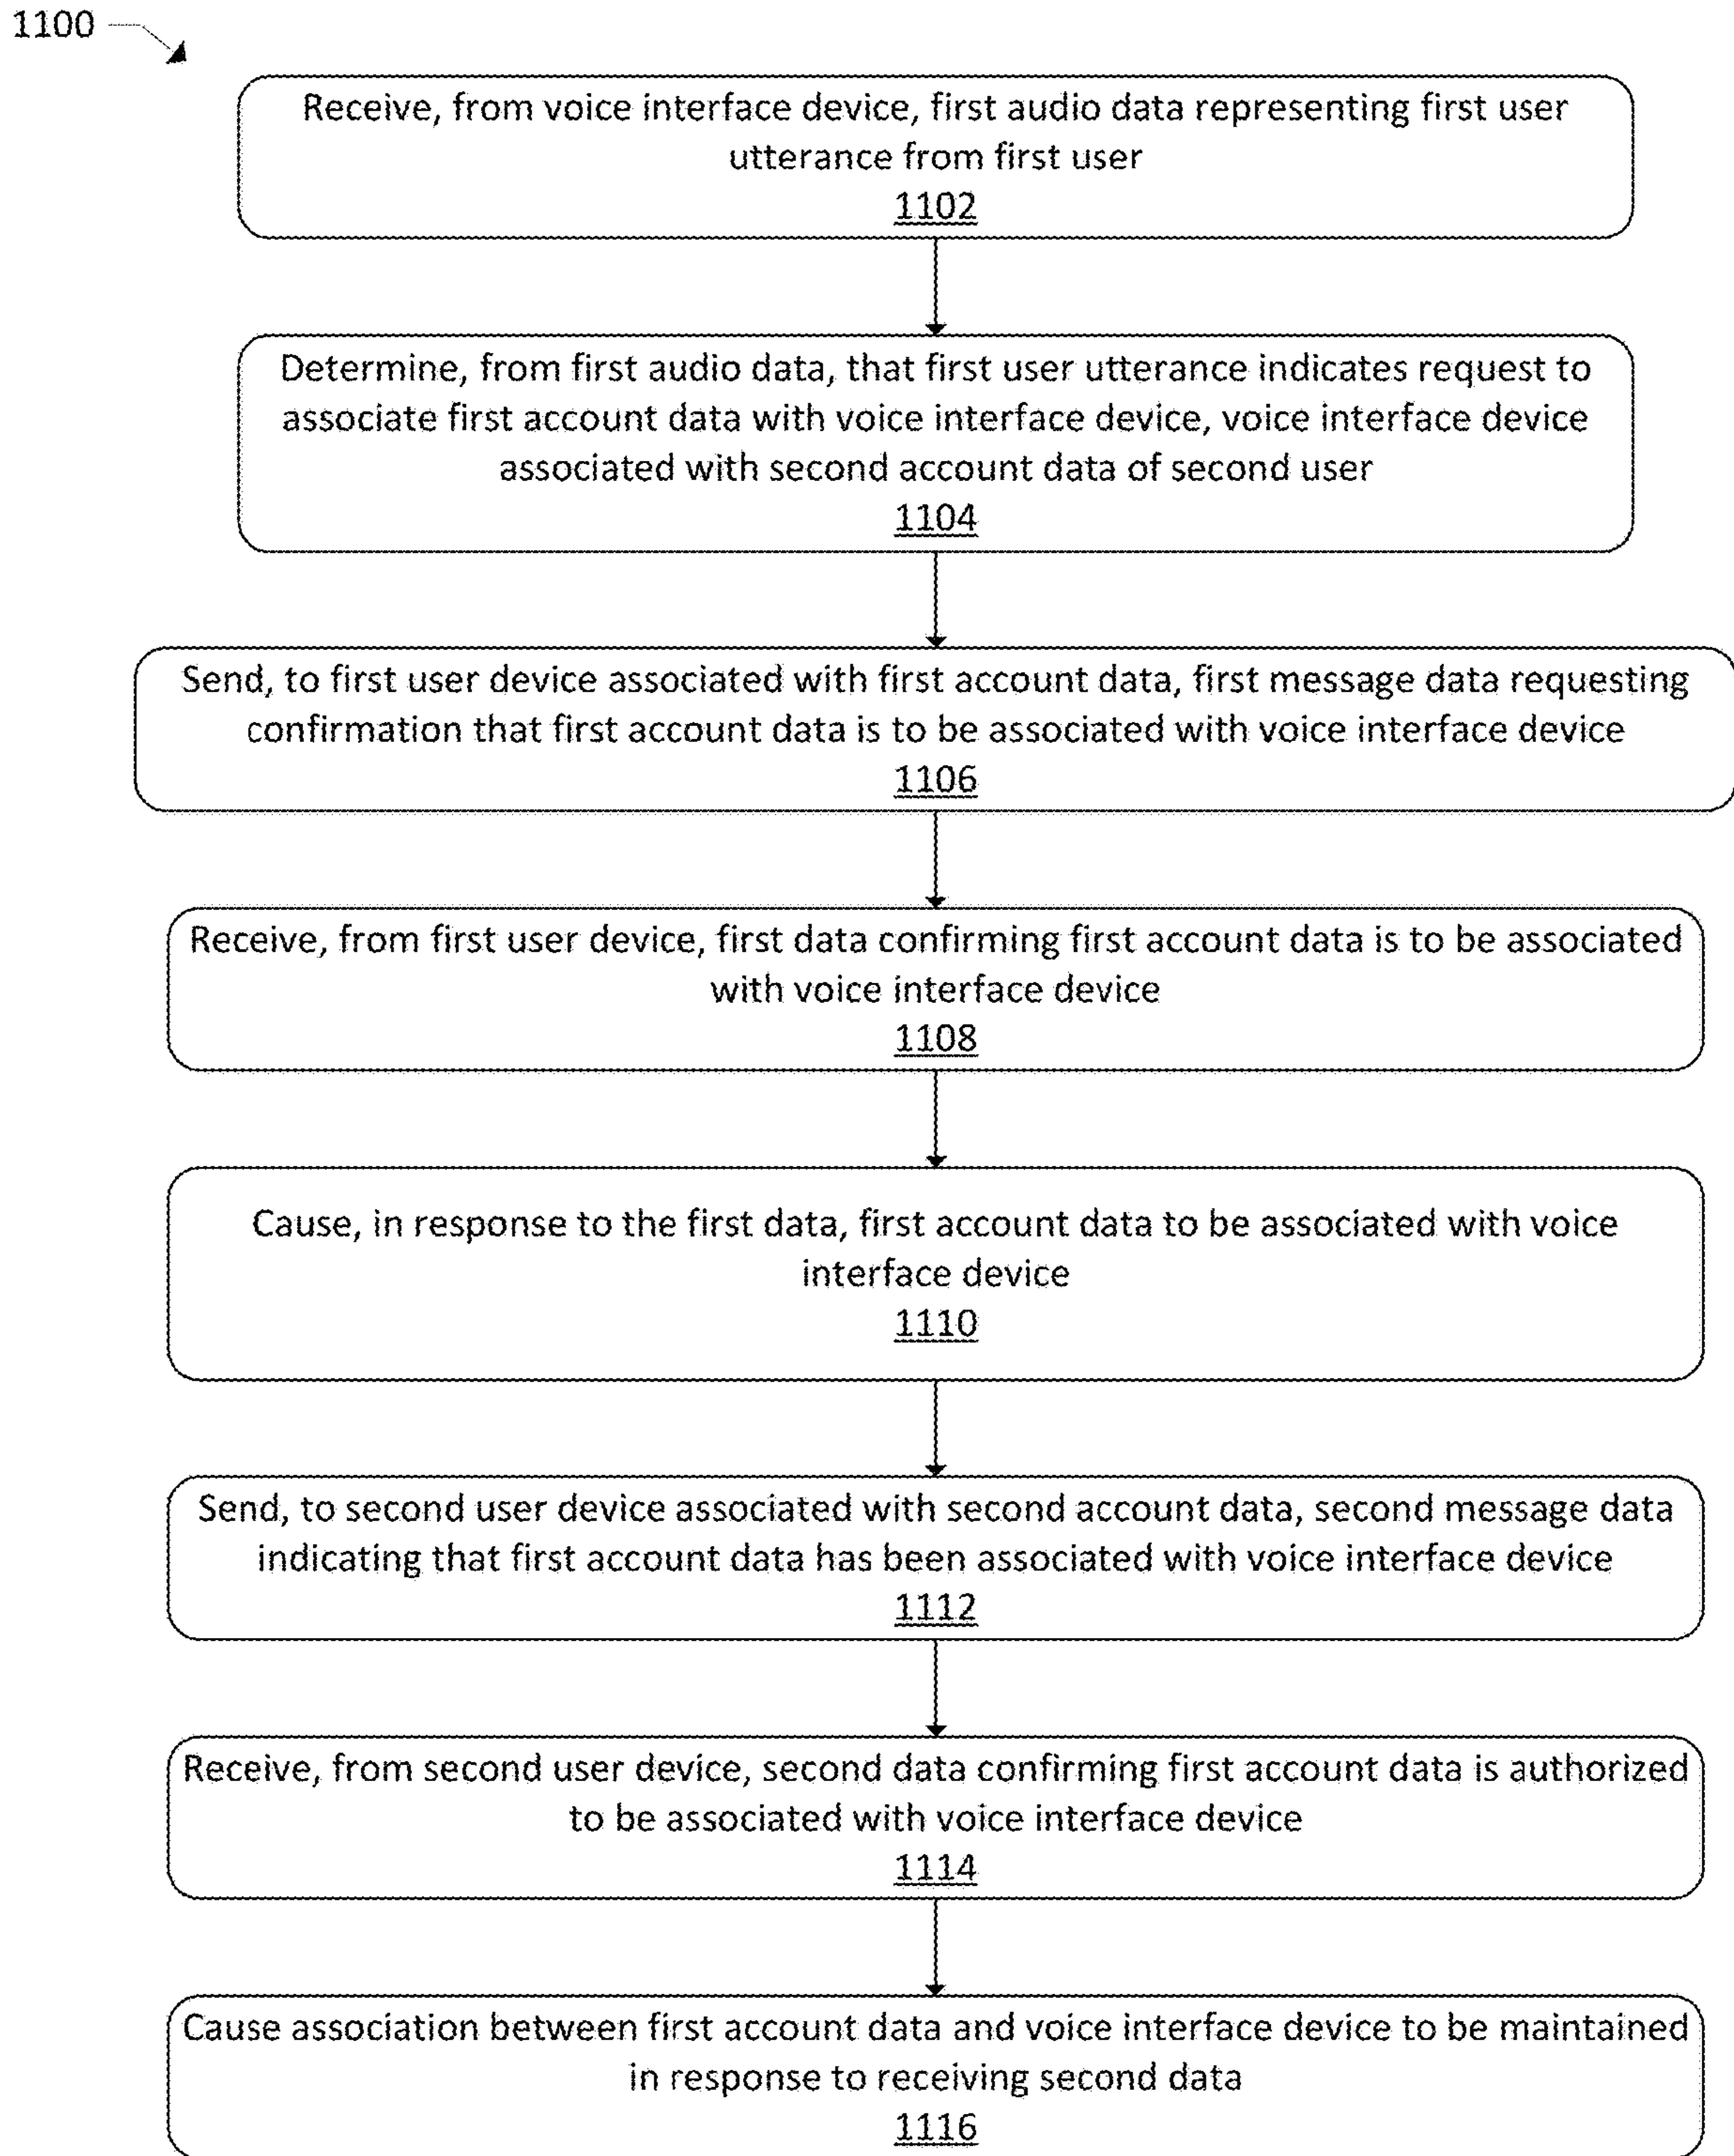 1100
Receive, from voice interface device, first audio data representing first user
utterance from first user
1102
Determine, from first audio data, that first user utterance indicates request to
associate first account data with voice interface device, voice interface device
associated with second account data of second user
1104
Send, to first user device associated with first account data, first message data requesting
confirmation that first account data is to be associated with voice interface device
1106
Receive, from first user device, first data confirming first account data is to be associated
with voice interface device
1108
Cause, in response to the first data, first account data to be associated with voice
interface device
1110
Send, to second user device associated with second account data, second message data
indicating that first account data has been associated with voice interface device
1112
Receive, from second user device, second data confirming first account data is authorized
to be associated with voice interface device
1114
Cause association between first account data and voice interface device to be maintained
in response to receiving second data
1116